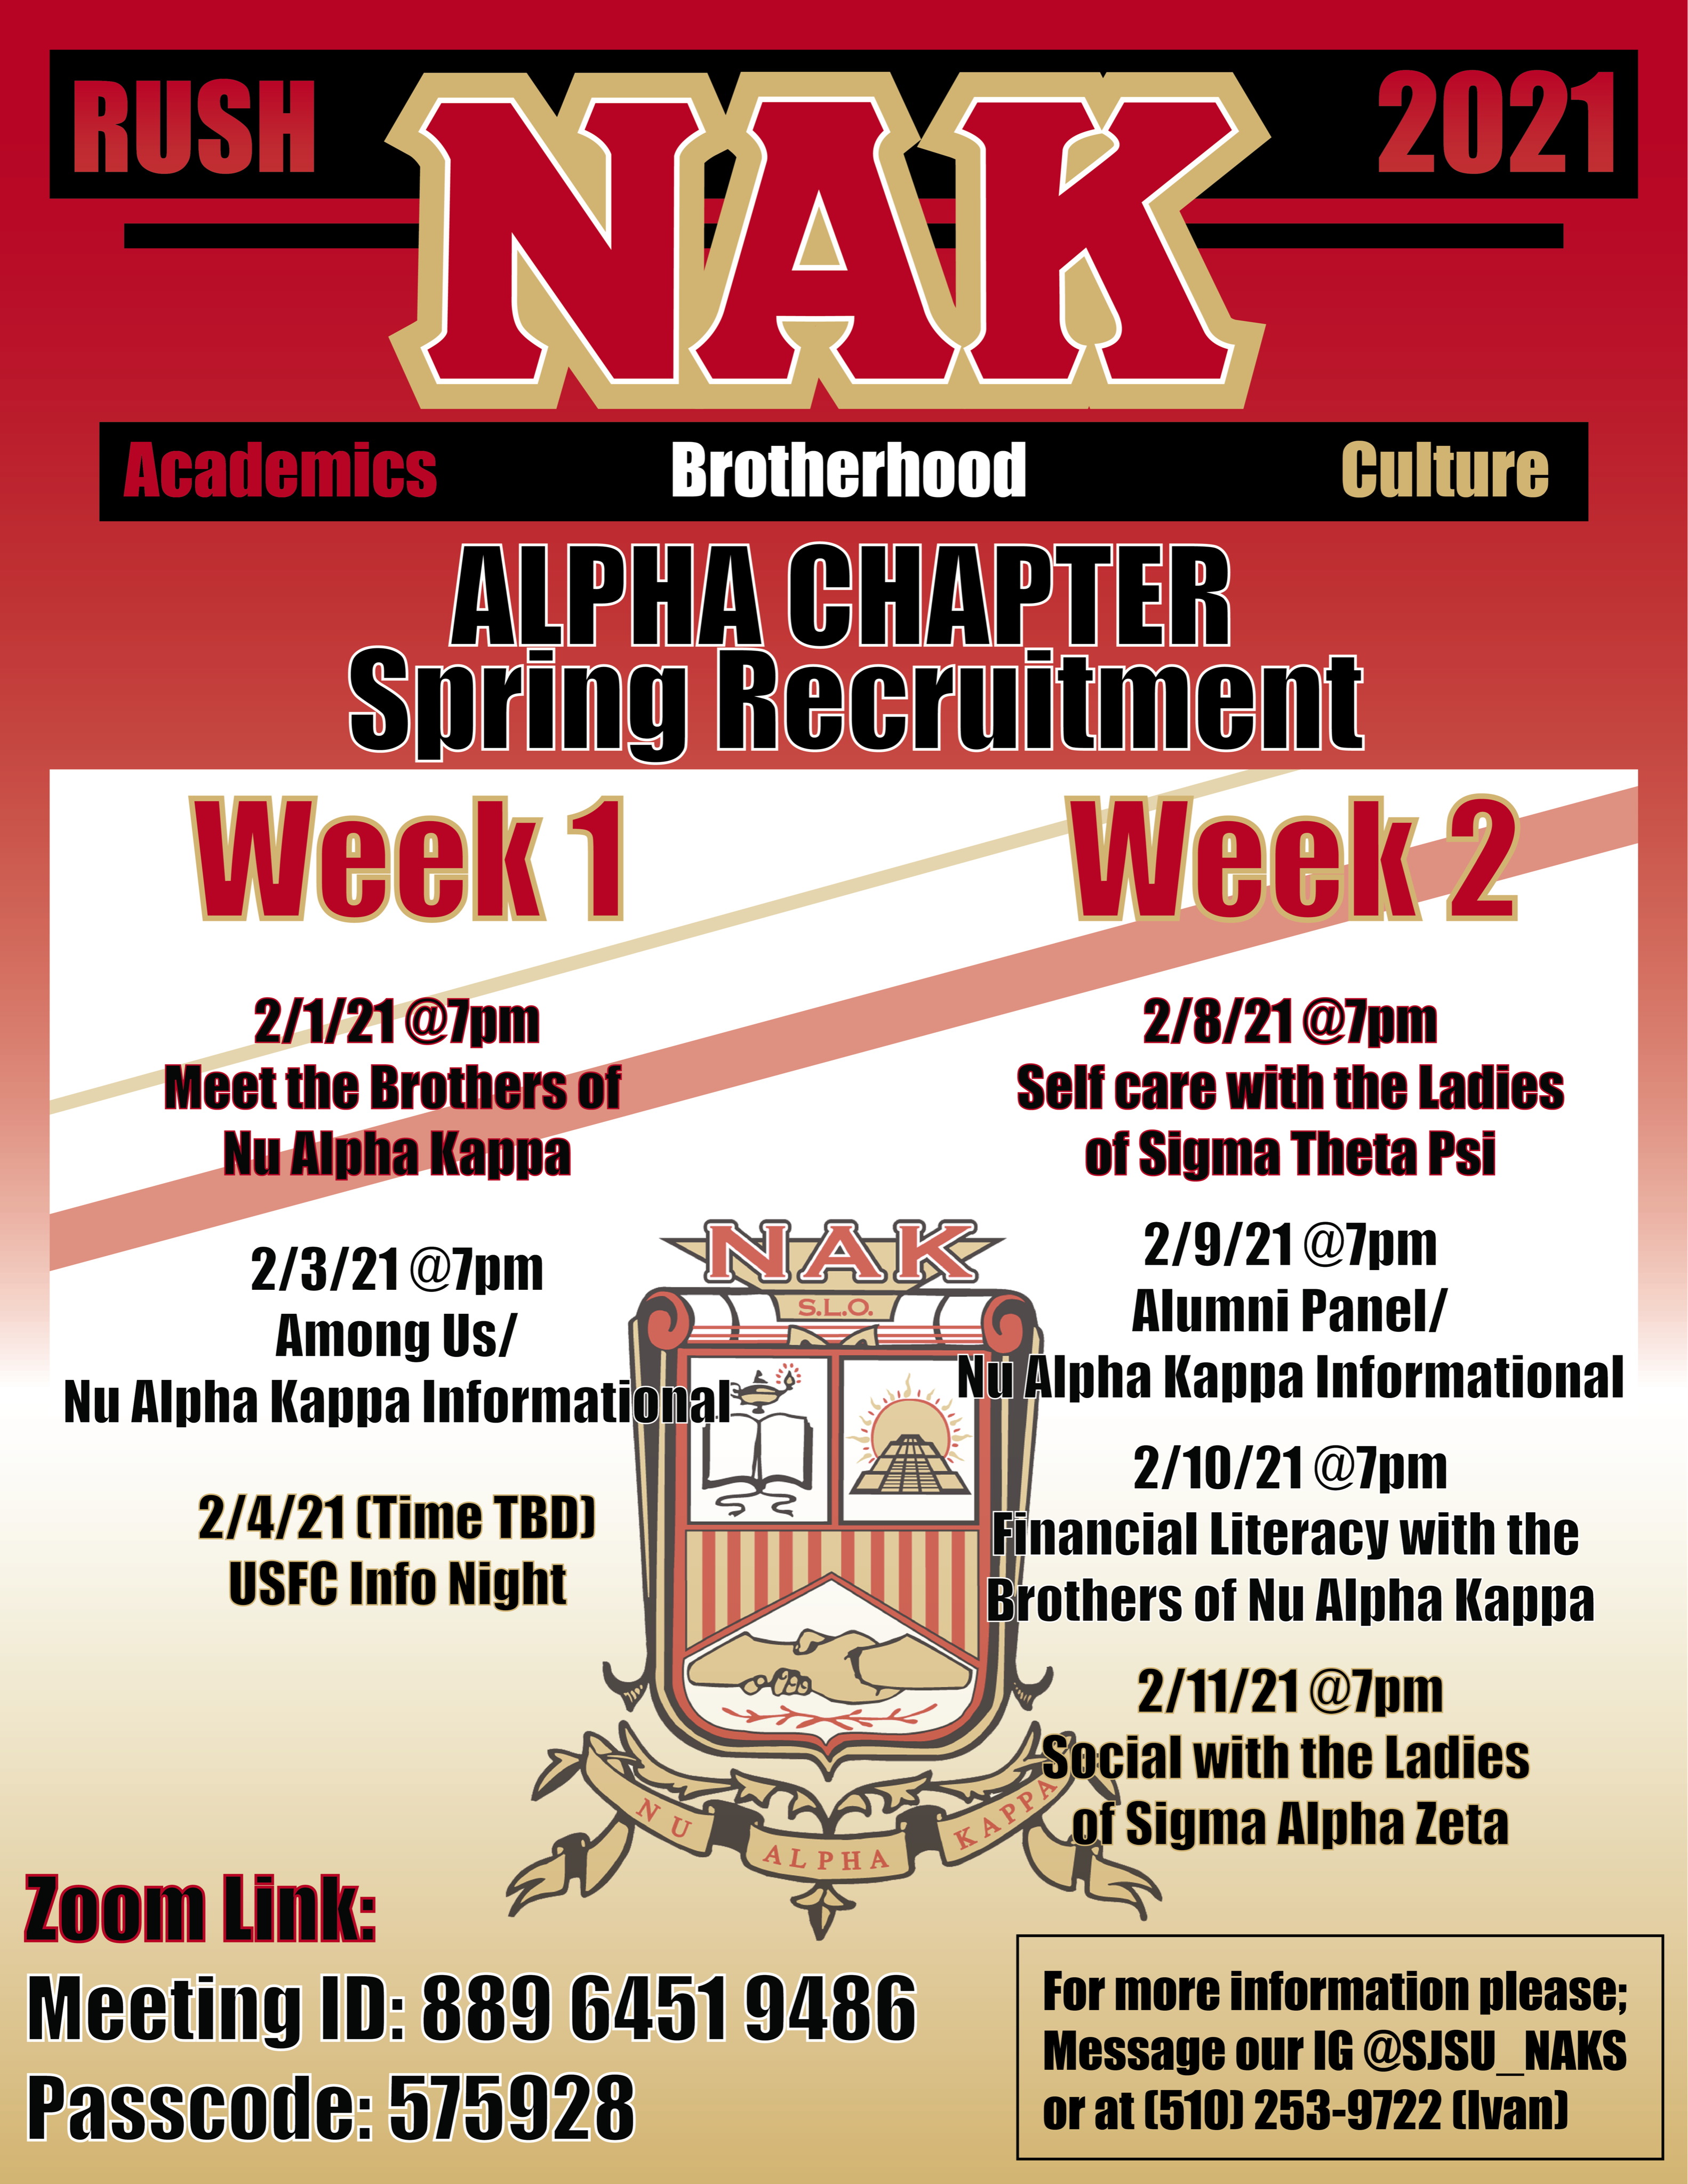 RUSH NAK 2021
Academics Brotherhood Culture
ALPHA CHAPTER
Spring Recruitment
Week 1
2/1/21 @7pm
Meet the Brothers of
Nu Alpha Kappa
2/3/21 @7pm
Among Us/
Nu Alpha Kappa Informational
2/4/21 (Time TBD)
USFC Info Night
Week 2
2/8/21 @7pm
Self care with the Ladies
of Sigma Theta Psi
2/9/21 @7pm
Alumni Panel/
Nu Alpha Kappa Informational
2/10/21 @7pm
Financial Literacy with the
Brothers of Nu Alpha Kappa
2/11/21 @7pm
Social with the Ladies
of Sigma Alpha Zeta
NAK
S.L.O.
NU ALPHA KAPPA
Zoom Link:
Meeting ID: 889 6451 9486
Passcode: 575928
For more information please;
Message our IG @SJSU_NAKS
or at (510) 253-9722 (Ivan)